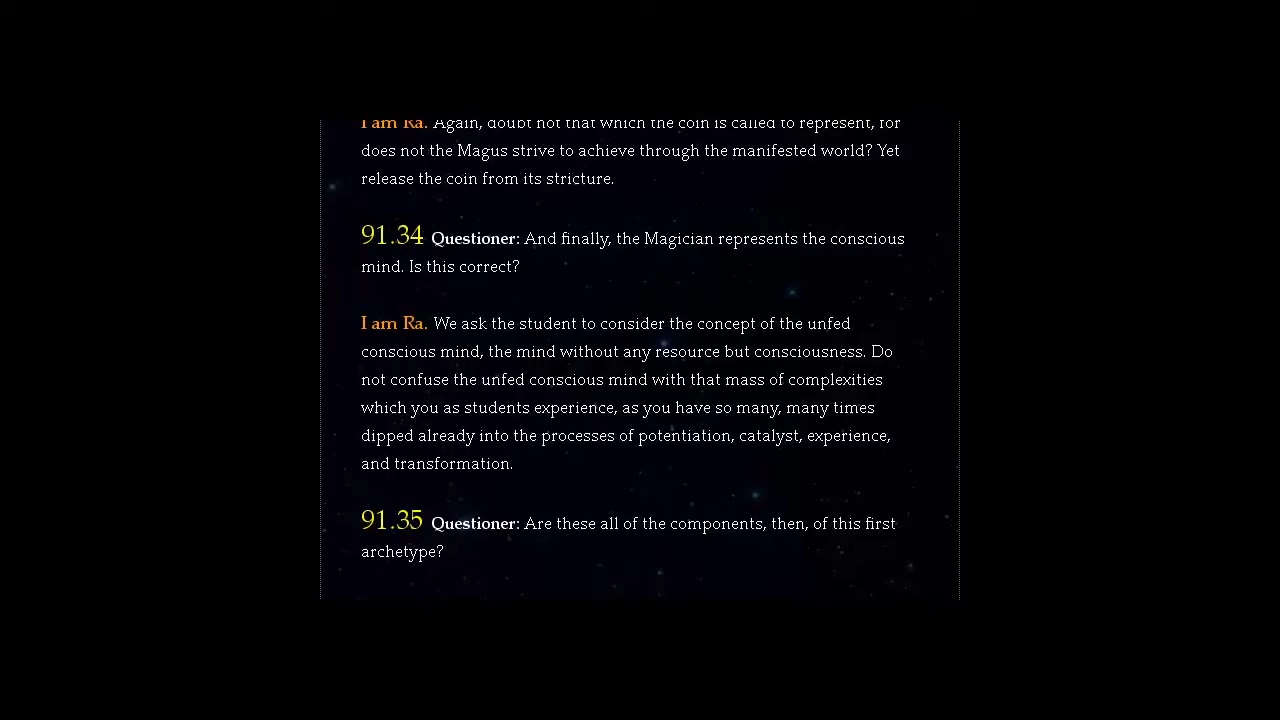 I am Ra. Again, doubt not that which the coin is called to represent, for
does not the Magus strive to achieve through the manifested world? Yet
release the coin from its stricture.
91.34 Questioner: And finally, the Magician represents the conscious
mind. Is this correct?
I am Ra. We ask the student to consider the concept of the unfed
conscious mind, the mind without any resource but consciousness. Do
not confuse the unfed conscious mind with that mass of complexities
which you as students experience, as you have so many, many times
dipped already into the processes of potentiation, catalyst, experience,
and transformation.
91.35 Questioner: Are these all of the components, then, of this first
archetype?